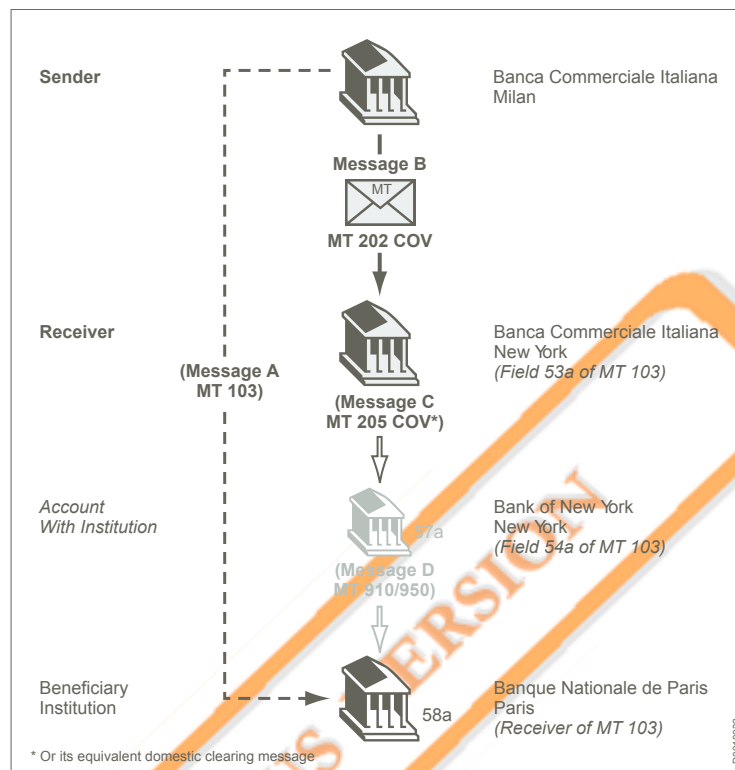 Sender
Banca Commerciale Italiana
Milan
Message B
MT
MT 202 COV
Receiver
Banca Commerciale Italiana
New York
(Field 53a of MT 103)
(Message A
MT 103)
(Message C
MT 205 COV*)
Account
With Institution
57a
Bank of New York
New York
(Field 54a of MT 103)
(Message D
MT 910/950)
Beneficiary
Institution
58a
Banque Nationale de Paris
Paris
(Receiver of MT 103)
* Or its equivalent domestic clearing message
VERSION